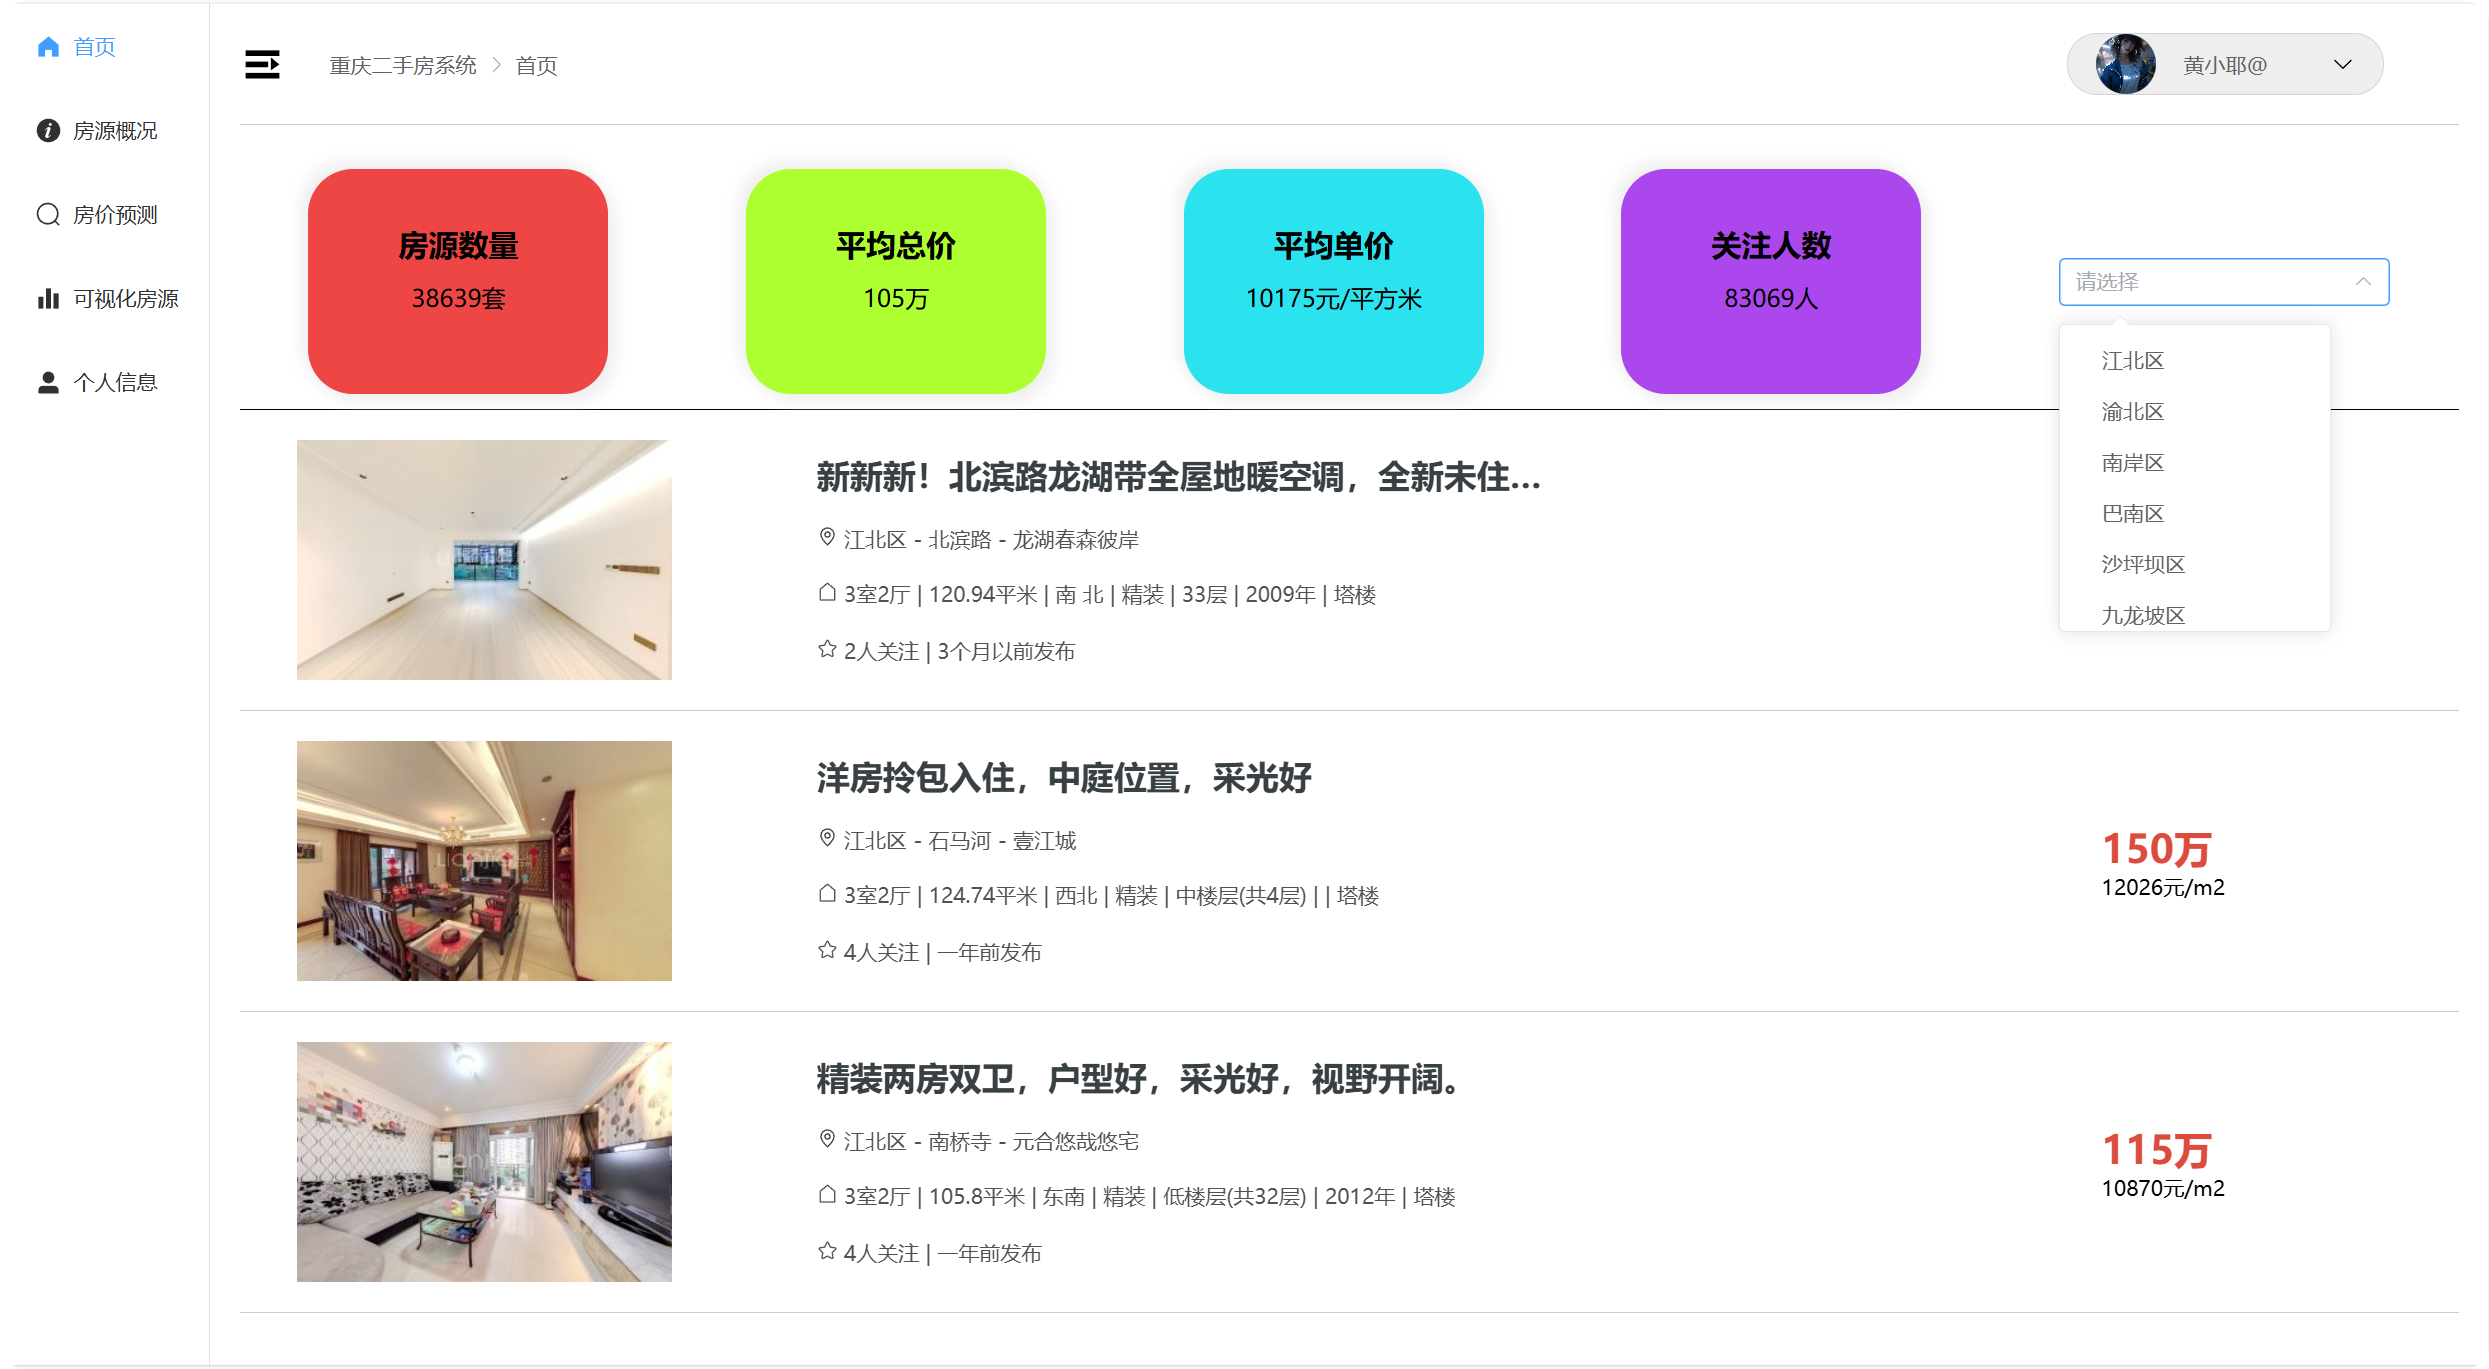 首页
房源概况
房价预测
可视化房源
个人信息
重庆二手房系统 > 首页
黄小耶@
房源数量
38639套
平均总价
105万
平均单价
10175元/平方米
关注人数
83069人
请选择
江北区
渝北区
南岸区
巴南区
沙坪坝区
九龙坡区
新新新！北滨路龙湖带全屋地暖空调，全新未住...
江北区 - 北滨路 - 龙湖春森彼岸
3室2厅 | 120.94平米 | 南 北 | 精装 | 33层 | 2009年 | 塔楼
2人关注 | 3个月以前发布
洋房拎包入住，中庭位置，采光好
江北区 - 石马河 - 壹江城
3室2厅 | 124.74平米 | 西北 | 精装 | 中楼层(共4层) | | 塔楼
4人关注 | 一年前发布
150万
12026元/m2
精装两房双卫，户型好，采光好，视野开阔。
江北区 - 南桥寺 - 元合悠哉悠宅
3室2厅 | 105.8平米 | 东南 | 精装 | 低楼层(共32层) | 2012年 | 塔楼
4人关注 | 一年前发布
115万
10870元/m2